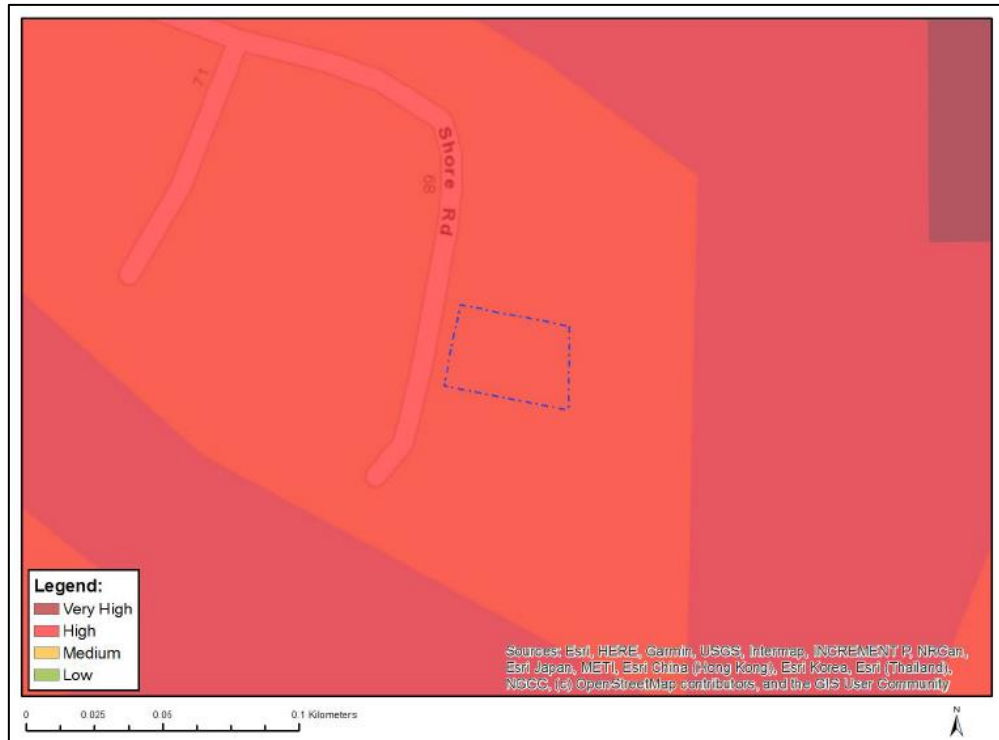 71
Shore Rd
68
Legend:
Very High
High
Medium
Low
Sources: Esri, HERE, Garmin, USGS, Intermap, INCREMENT P, NRCan,
Esri Japan, METI, Esri China (Hong Kong), Esri Korea, Esri (Thailand),
NGCC, (c) OpenStreetMap contributors, and the GIS User Community
0 0.025 0.05 0.1 Kilometers
N